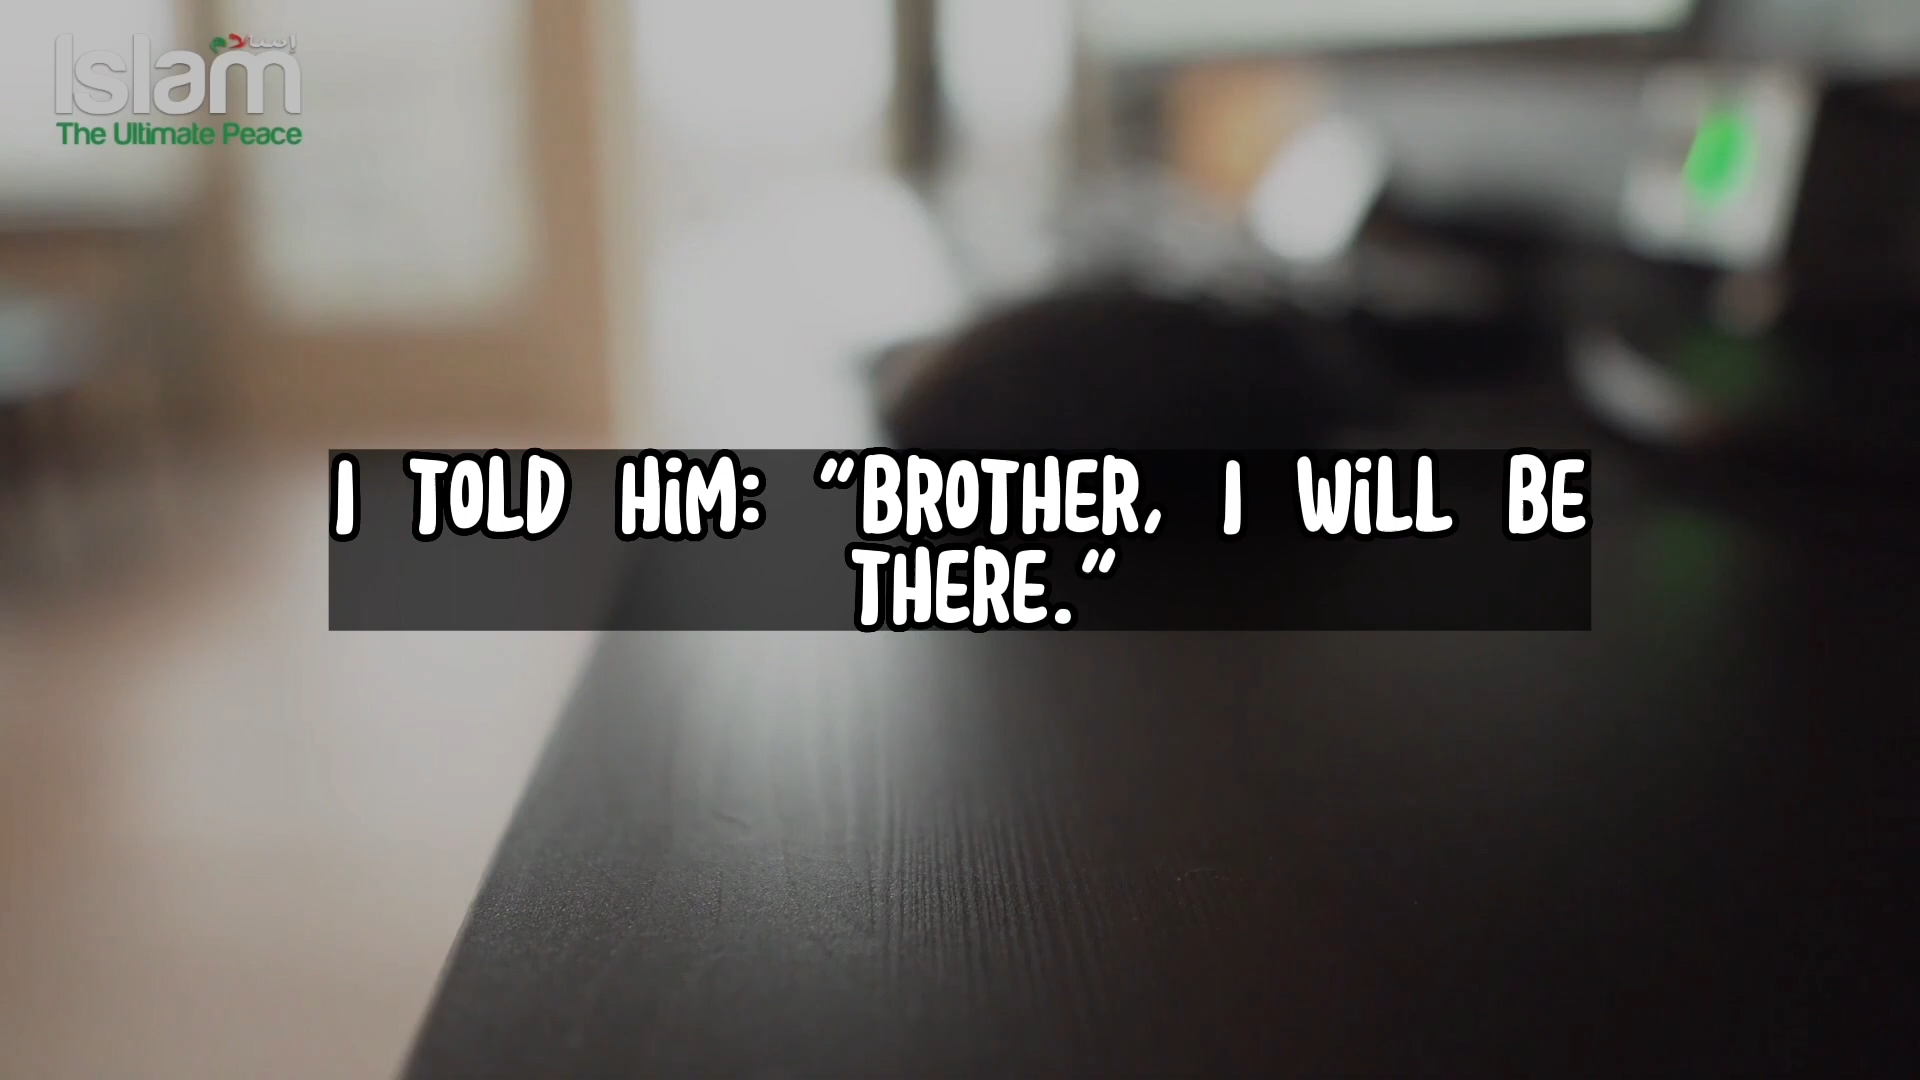 إسلام
Islam
The Ultimate Peace
I TOLD HiM: "BROTHER, I WiLL BE
THERE."